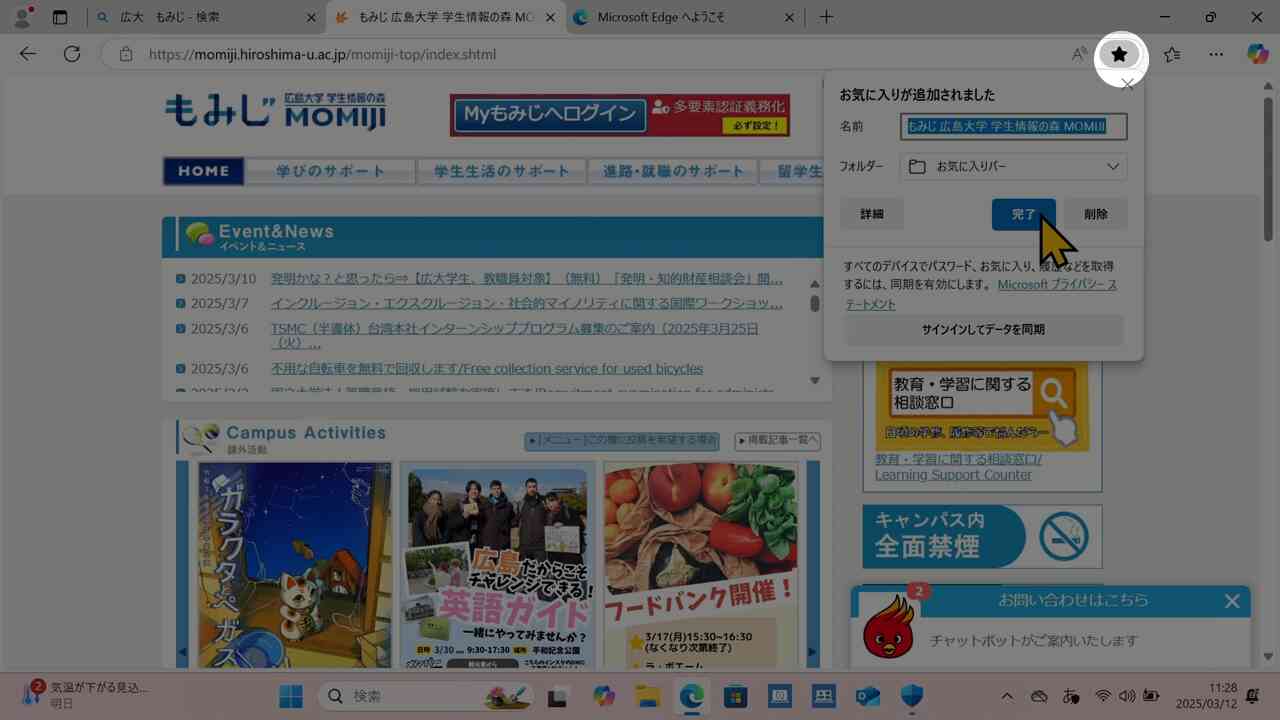 広大 もみじ - 検索
もみじ 広島大学 学生情報の森 MO
Microsoft Edge へようこそ
https://momiji.hiroshima-u.ac.jp/momiji-top/index.shtml
もみじ 広島大学 学生情報の森 MOMIJI
Myもみじへログイン
多要素認証義務化
必ず設定！
HOME
学びのサポート
学生生活のサポート
進路・就職のサポート
留学生
お気に入りが追加されました
名前
もみじ 広島大学 学生情報の森 MOMIJI
フォルダー
お気に入りバー
詳細
完了
削除
すべてのデバイスでパスワード、お気に入り、履歴などを取得
するには、同期を有効にします。 Microsoft プライバシー ス
テートメント
サインインしてデータを同期
Event&News
イベント&ニュース
2025/3/10 発明かな？と思ったら⇒【広大学生、教職員対象】（無料）「発明・知的財産相談会」開...
2025/3/7 インクルージョン・エクスクルージョン・社会的マイノリティに関する国際ワークショッ...
2025/3/6 TSMC（半導体）台湾本社インターンシッププログラム募集のご案内（2025年3月25日
（火）...
2025/3/6 不用な自転車を無料で回収します/Free collection service for used bicycles
Campus Activities
課外活動
[メニュー]この欄に投稿を希望する場合
掲載記事一覧へ
ガラクタ・ペガス
広島だからこそ
チャレンジできる！
英語ガイド
一緒にやってみませんか？
日時 3/30 9:30-17:30 場所 平和記念公園
フードバンク開催！
3/17(月)15:30~16:30
(なくなり次第終了)
ラ・ボエーム
教育・学習に関する
相談窓口
教育・学習に関する相談窓口/
Learning Support Counter
キャンパス内
全面禁煙
2
お問い合わせはこちら
チャットボットがご案内いたします
2
気温が下がる見込...
明日
検索
あ
11:28
2025/03/12